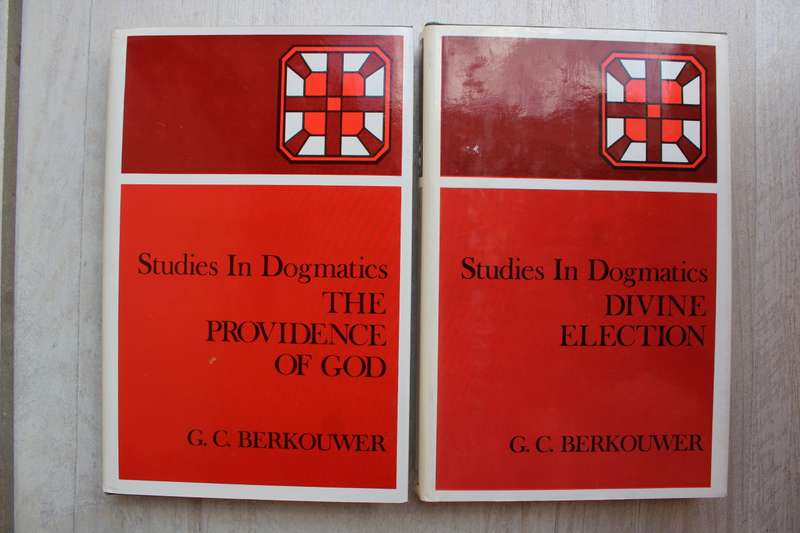 Studies In Dogmatics
THE
PROVIDENCE
OF GOD
G. C. BERKOUWER
Studies In Dogmatics
DIVINE
ELECTION
G. C. BERKOUWER